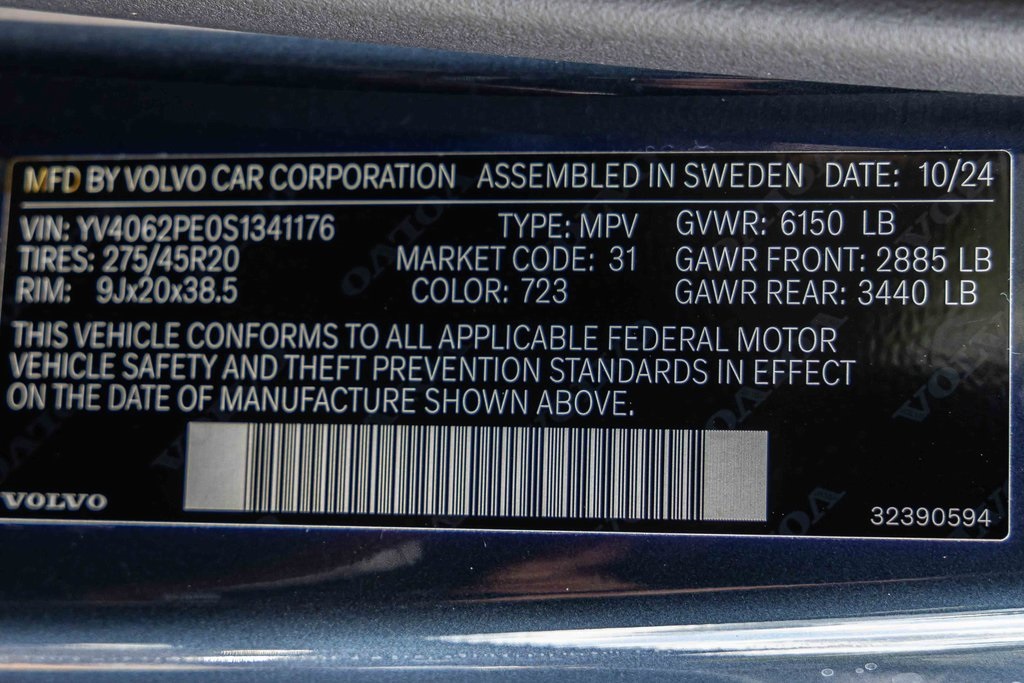 MFD BY VOLVO CAR CORPORATION ASSEMBLED IN SWEDEN DATE: 10/24
VIN: YV4062PE0S1341176 TYPE: MPV GVWR: 6150 LB
TIRES: 275/45R20 MARKET CODE: 31 GAWR FRONT: 2885 LB
RIM: 9Jx20x38.5 COLOR: 723 GAWR REAR: 3440 LB
THIS VEHICLE CONFORMS TO ALL APPLICABLE FEDERAL MOTOR
VEHICLE SAFETY AND THEFT PREVENTION STANDARDS IN EFFECT
ON THE DATE OF MANUFACTURE SHOWN ABOVE.
VOLVO
32390594